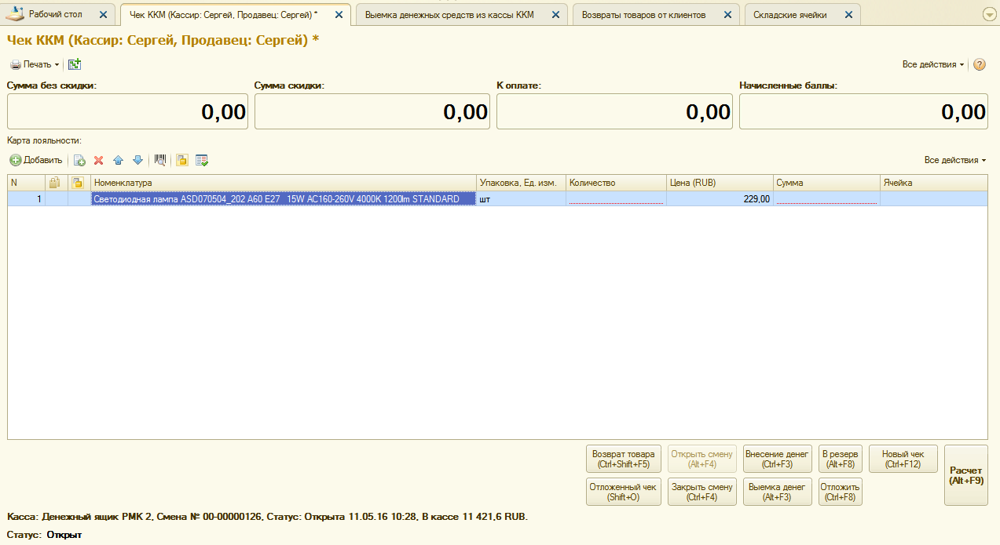 Рабочий стол
Чек ККМ (Кассир: Сергей, Продавец: Сергей) *
Выемка денежных средств из кассы ККМ
Возвраты товаров от клиентов
Складские ячейки
Чек ККМ (Кассир: Сергей, Продавец: Сергей) *
Печать
Все действия
?
Сумма без скидки: Сумма скидки: К оплате: Начисленные баллы:
0,00 0,00 0,00 0,00
Карта лояльности:
Добавить
Все действия
N Номенклатура Упаковка, Ед. изм. Количество Цена (RUB) Сумма Ячейка
1 Светодиодная лампа ASD070504_202 A60 E27 15W AC160-260V 4000K 1200lm STANDARD шт 229,00
Возврат товара
(Ctrl+Shift+F5)
Открыть смену
(Alt+F4)
Внесение денег
(Ctrl+F3)
В резерв
(Alt+F8)
Новый чек
(Ctrl+F12)
Расчет
(Alt+F9)
Отложенный чек
(Shift+O)
Закрыть смену
(Ctrl+F4)
Выемка денег
(Alt+F3)
Отложить
(Ctrl+F8)
Касса: Денежный ящик РМК 2, Смена № 00-00000126, Статус: Открыта 11.05.16 10:28, В кассе 11 421,6 RUB.
Статус: Открыт